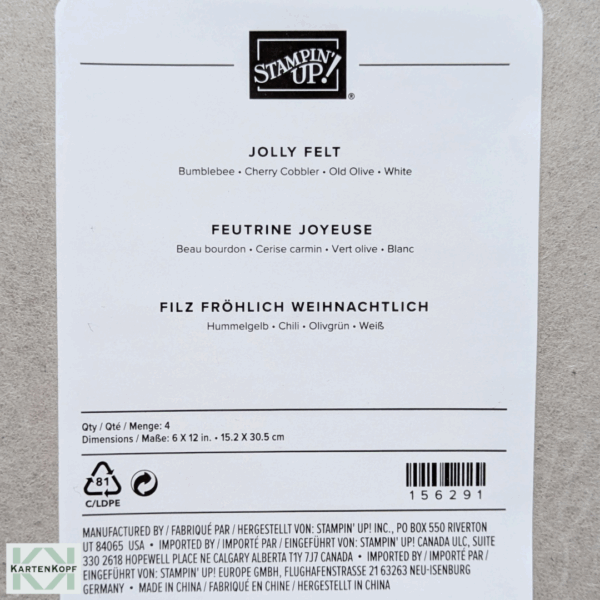 STAMPIN' UP!®
JOLLY FELT
Bumblebee • Cherry Cobbler • Old Olive • White
FEUTRINE JOYEUSE
Beau bourdon • Cerise carmin • Vert olive • Blanc
FILZ FRÖHLICH WEIHNACHTLICH
Hummelgelb • Chili • Olivgrün • Weiß
Qty / Qté / Menge: 4
Dimensions / Maße: 6 X 12 in. • 15.2 X 30.5 cm
81
C/LDPE
156291
MANUFACTURED BY / FABRIQUÉ PAR / HERGESTELLT VON: STAMPIN' UP! INC., PO BOX 550 RIVERTON
UT 84065 USA • IMPORTED BY / IMPORTÉ PAR / EINGEFÜHRT VON: STAMPIN' UP! CANADA ULC, SUITE
330 2618 HOPEWELL PLACE NE CALGARY ALBERTA T1Y 7J7 CANADA • IMPORTED BY / IMPORTÉ PAR /
EINGEFÜHRT VON: STAMPIN' UP! EUROPE GMBH, FLUGHAFENSTRASSE 21 63263 NEU-ISENBURG
GERMANY • MADE IN CHINA / FABRIQUÉ EN CHINE / HERGESTELLT IN CHINA
KK
KARTENKOPF